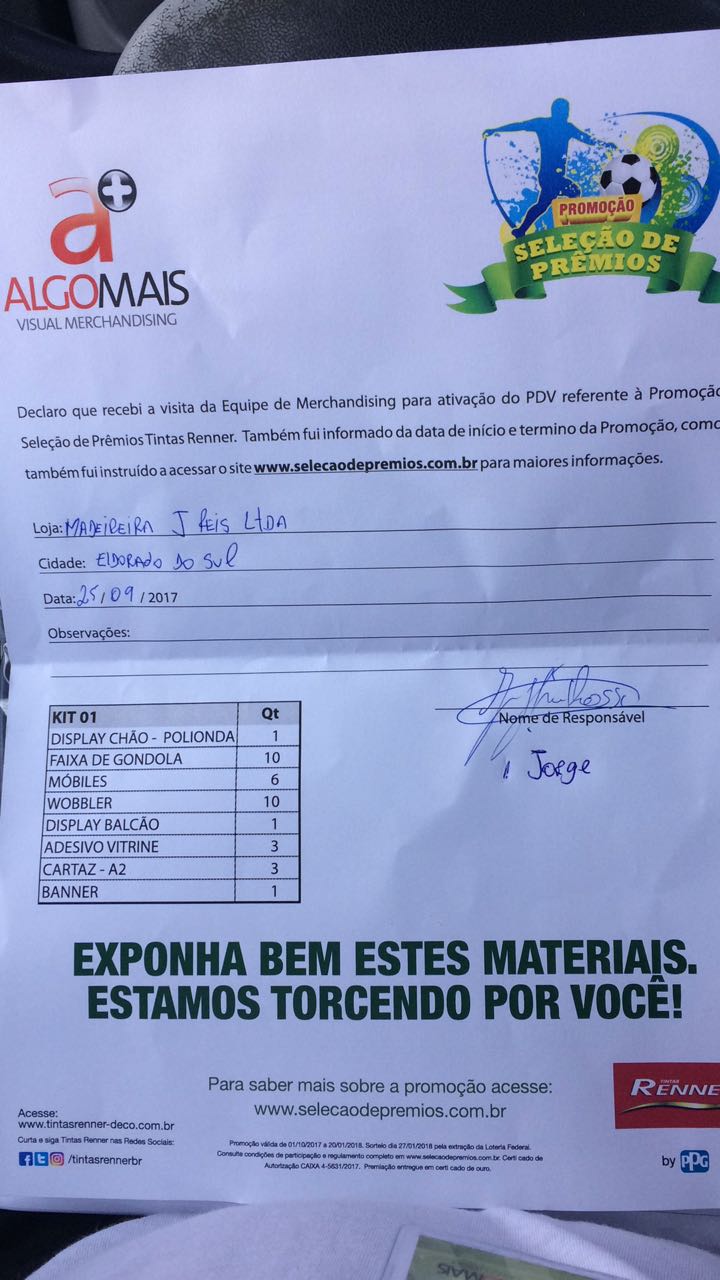 a+
ALGOMAIS
VISUAL MERCHANDISING
PROMOÇÃO
SELEÇÃO DE
PRÊMIOS
Declaro que recebi a visita da Equipe de Merchandising para ativação do PDV referente à Promoção
Seleção de Prêmios Tintas Renner. Também fui informado da data de início e termino da Promoção, como
também fui instruído a acessar o site www.selecaodepremios.com.br para maiores informações.
Loja: MADEIREIRA J REIS LTDA
Cidade: ElDORADO DO SUl
Data: 25/09/2017
Observações:
Nome de Responsável
Jorge
KIT 01 Qt
DISPLAY CHÃO - POLIONDA 1
FAIXA DE GONDOLA 10
MÓBILES 6
WOBBLER 10
DISPLAY BALCÃO 1
ADESIVO VITRINE 3
CARTAZ - A2 3
BANNER 1
EXPONHA BEM ESTES MATERIAIS.
ESTAMOS TORCENDO POR VOCÊ!
Para saber mais sobre a promoção acesse:
www.selecaodepremios.com.br
TINTAS
RENNE
Acesse:
www.tintasrenner-deco.com.br
Curta e siga Tintas Renner nas Redes Sociais:
/tintasrennerbr
Promoção válida de 01/10/2017 a 20/01/2018. Sorteio dia 27/01/2018 pela extração da Loteria Federal.
Consulte condições de participação e regulamento completo em www.selecaodepremios.com.br. Certi cado de
Autorização CAIXA 4-5631/2017. Premiação entregue em certi cado de ouro.
by PPG
MAIS